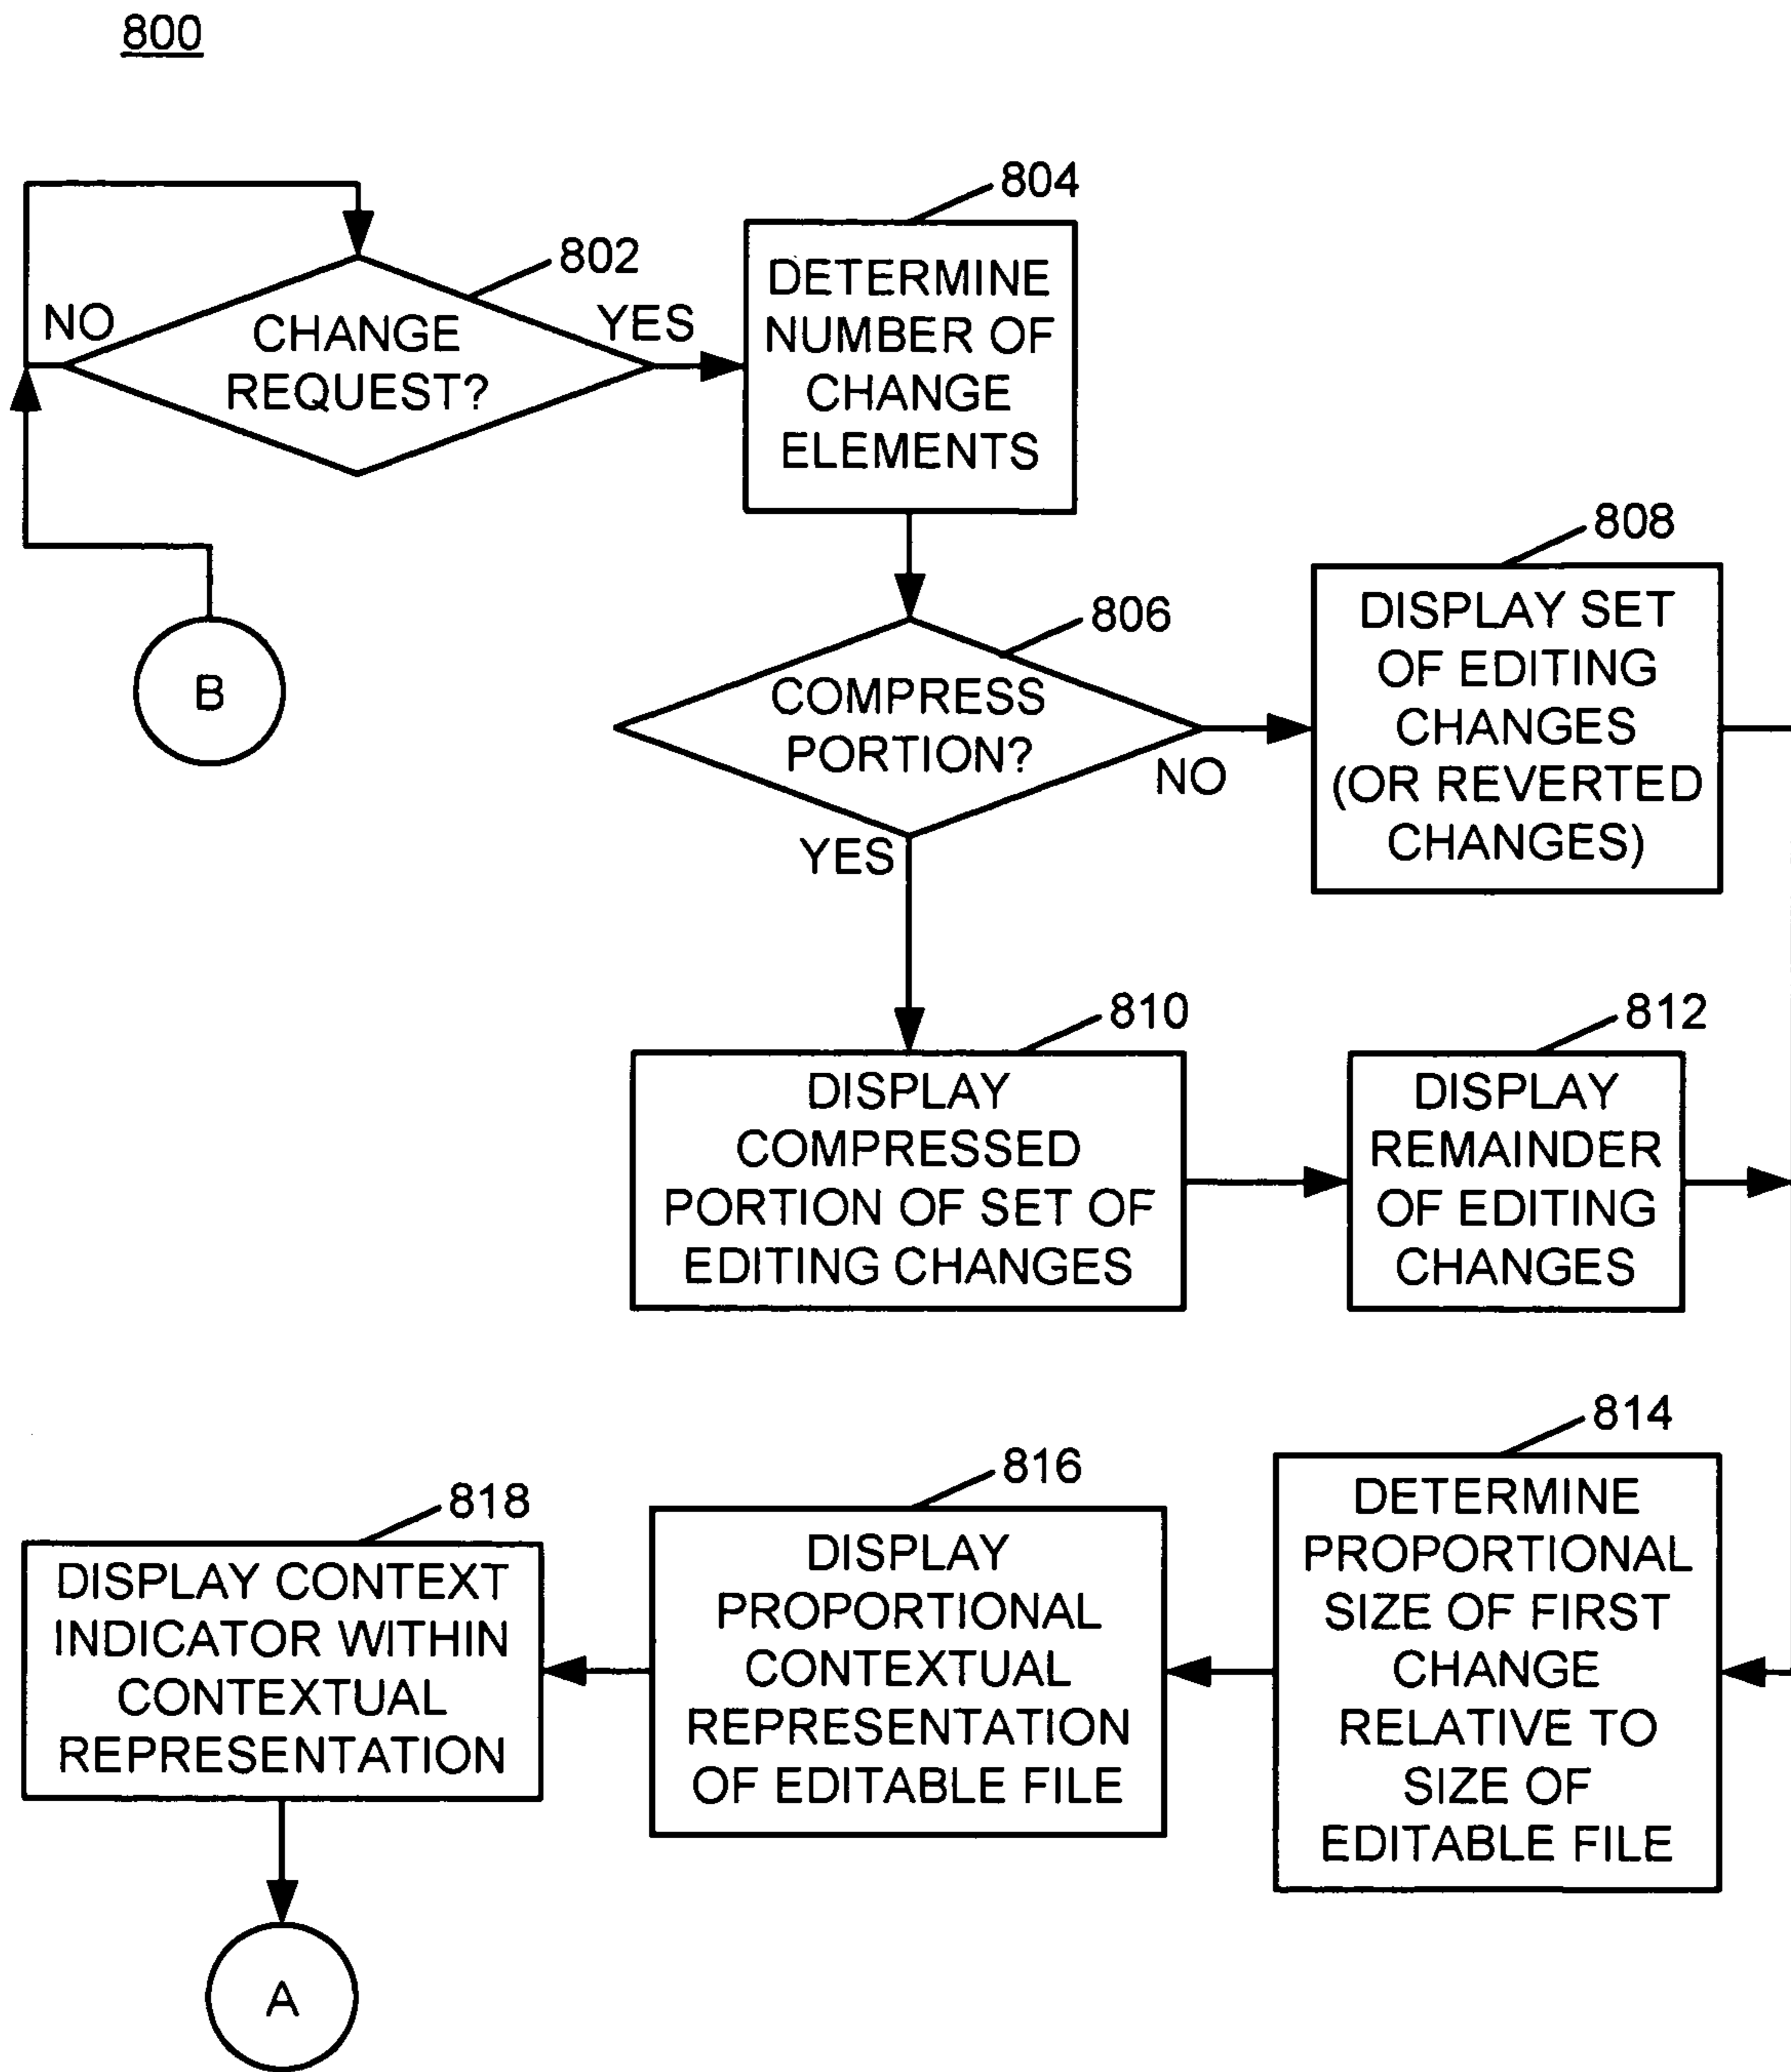 800
802
NO
CHANGE
REQUEST?
YES
804
DETERMINE
NUMBER OF
CHANGE
ELEMENTS
B
806
COMPRESS
PORTION?
NO
YES
808
DISPLAY SET
OF EDITING
CHANGES
(OR REVERTED
CHANGES)
810
DISPLAY
COMPRESSED
PORTION OF SET OF
EDITING CHANGES
812
DISPLAY
REMAINDER
OF EDITING
CHANGES
814
DETERMINE
PROPORTIONAL
SIZE OF FIRST
CHANGE
RELATIVE TO
SIZE OF
EDITABLE FILE
816
DISPLAY
PROPORTIONAL
CONTEXTUAL
REPRESENTATION
OF EDITABLE FILE
818
DISPLAY CONTEXT
INDICATOR WITHIN
CONTEXTUAL
REPRESENTATION
A